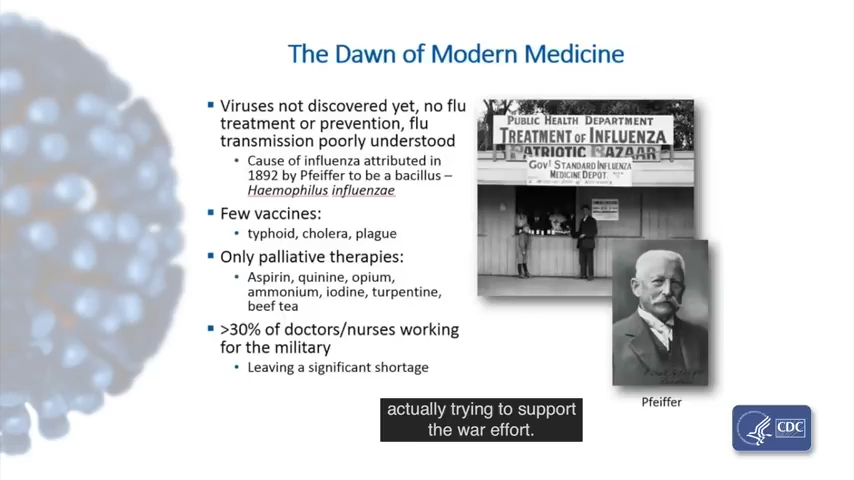 The Dawn of Modern Medicine
▪ Viruses not discovered yet, no flu
treatment or prevention, flu
transmission poorly understood
• Cause of influenza attributed in
1892 by Pfeiffer to be a bacillus –
Haemophilus influenzae
▪ Few vaccines:
• typhoid, cholera, plague
▪ Only palliative therapies:
• Aspirin, quinine, opium,
ammonium, iodine, turpentine,
beef tea
▪ >30% of doctors/nurses working
for the military
• Leaving a significant shortage
PUBLIC HEALTH DEPARTMENT
TREATMENT OF INFLUENZA
PATRIOTIC BAZAAR
GOVT STANDARD INFLUENZA
MEDICINE DEPOT
Pfeiffer
actually trying to support
the war effort.
CDC